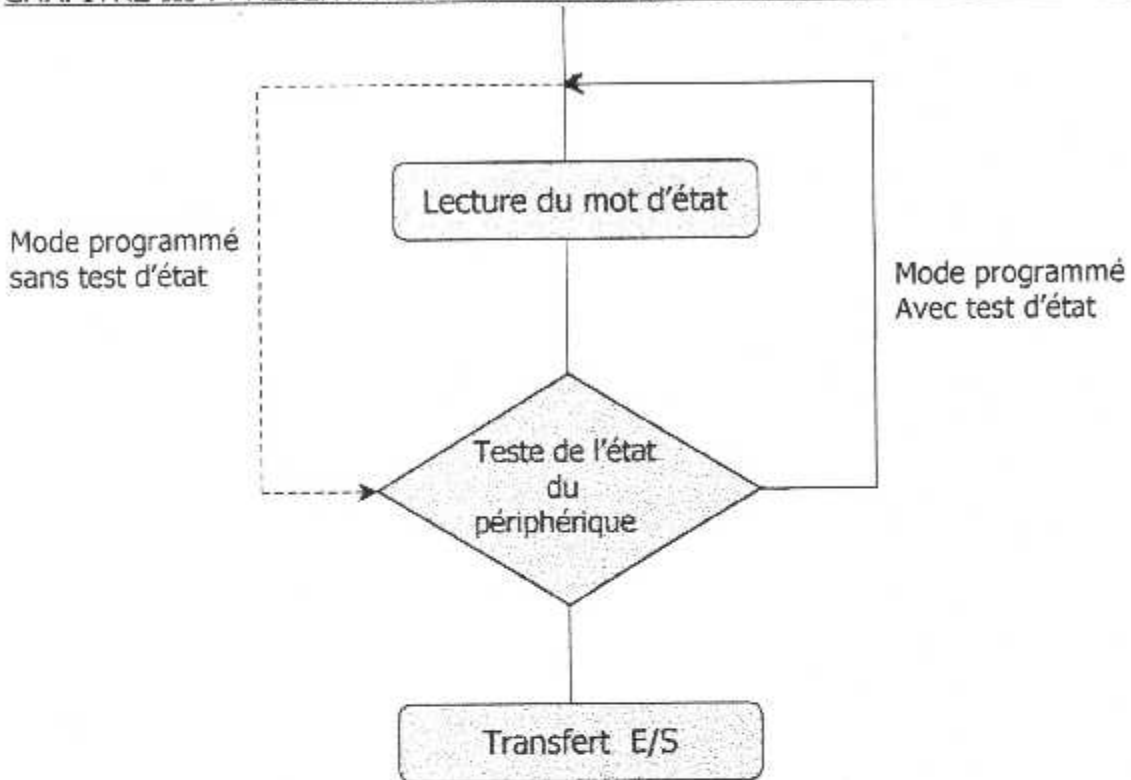 Lecture du mot d'état
Mode programmé
sans test d'état
Mode programmé
Avec test d'état
Teste de l'état
du
périphérique
Transfert E/S